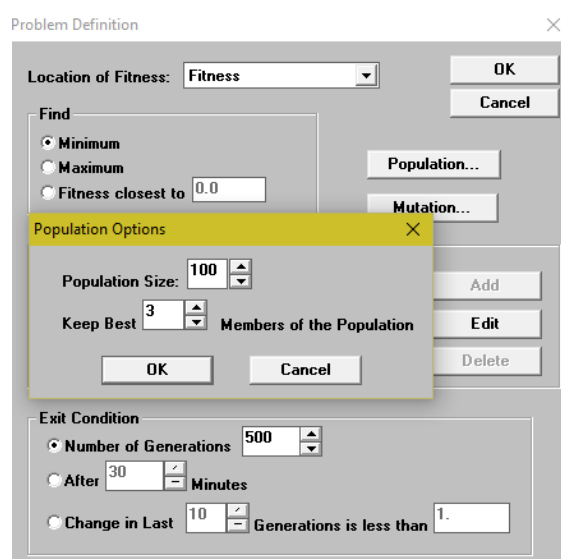 Problem Definition
Location of Fitness: Fitness OK
Cancel
Find
Minimum
Maximum
Fitness closest to 0.0
Population...
Mutation...
Population Options
Population Size: 100
Keep Best 3 Members of the Population
OK Cancel
Add
Edit
Delete
Exit Condition
Number of Generations 500
After 30 Minutes
Change in Last 10 Generations is less than 1.